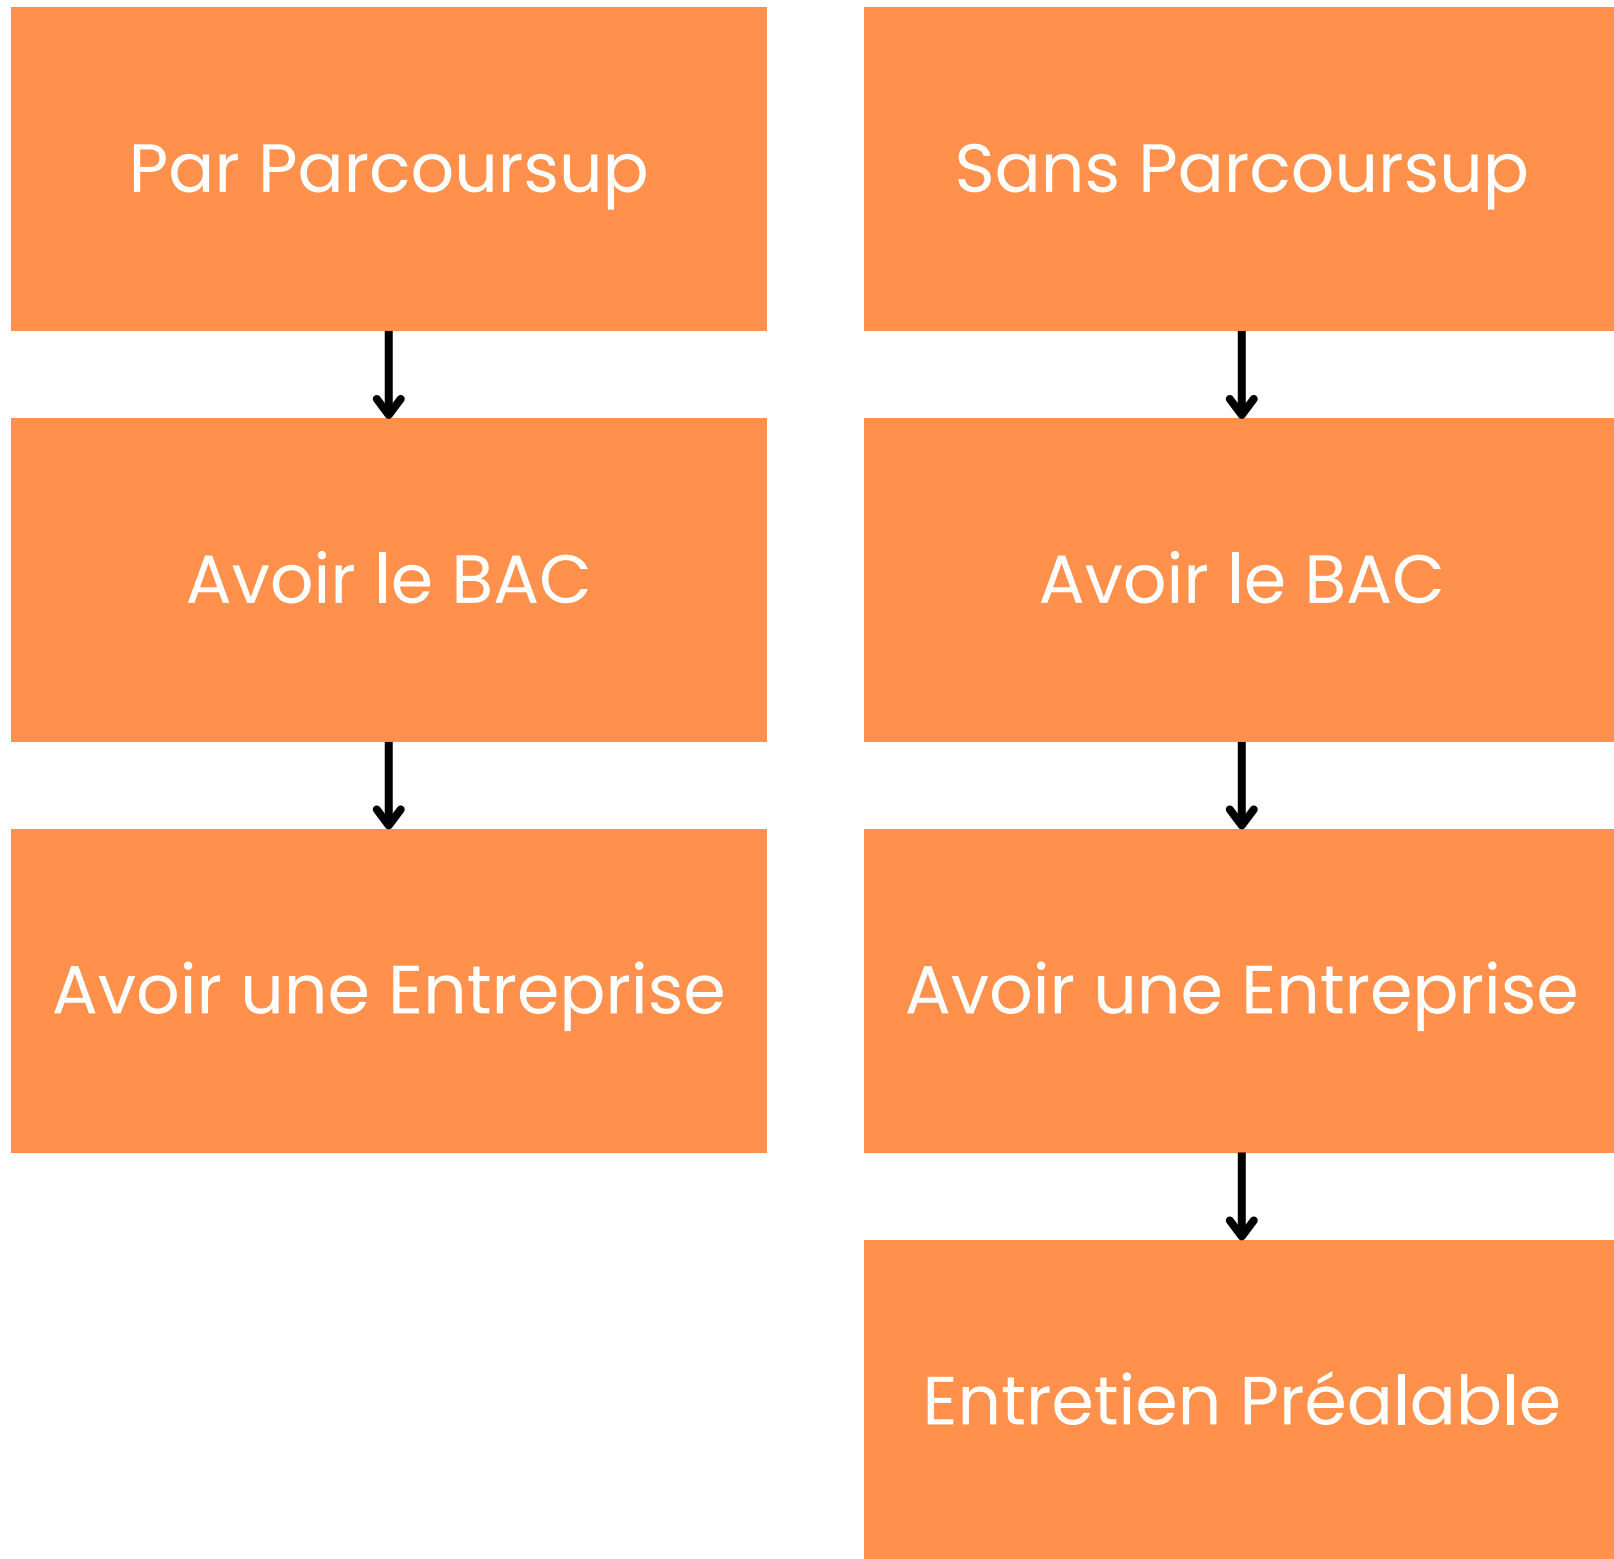 Par Parcoursup
Avoir le BAC
Avoir une Entreprise
Sans Parcoursup
Avoir le BAC
Avoir une Entreprise
Entretien Préalable